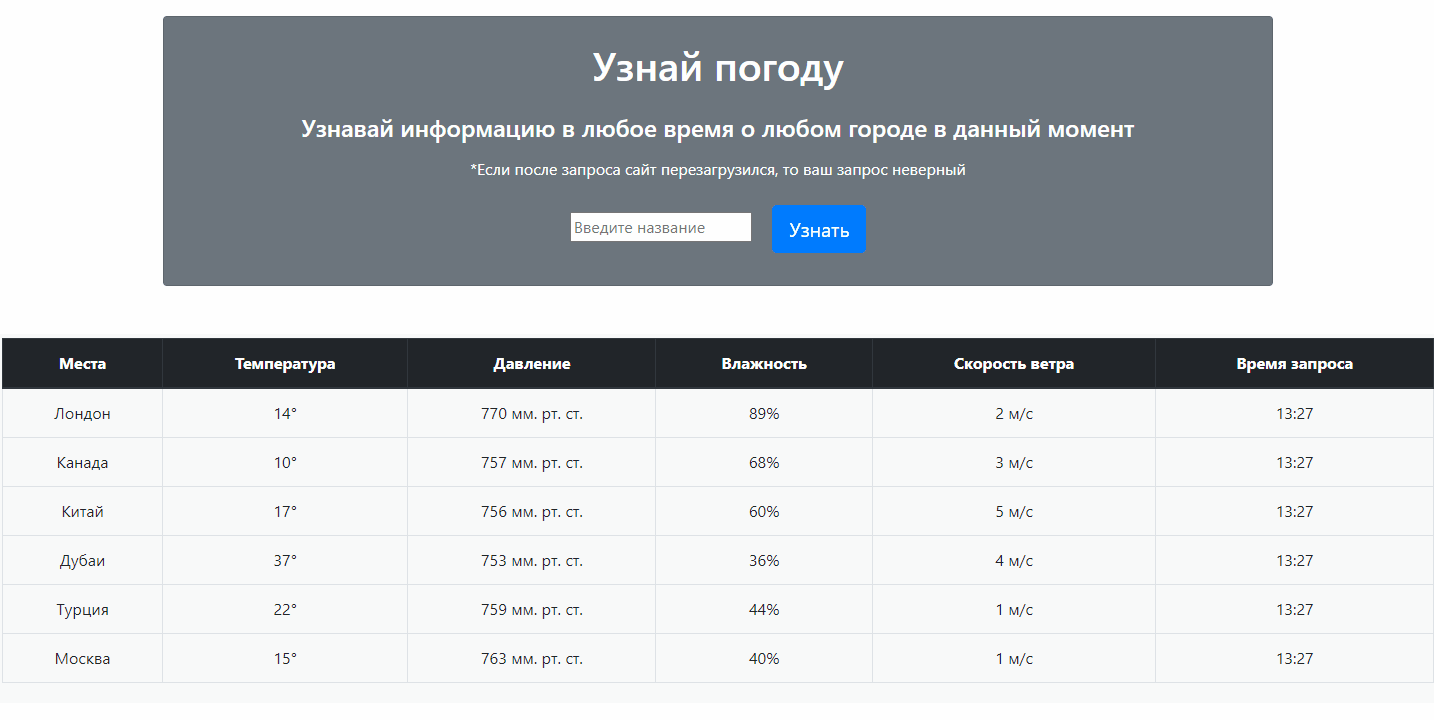 Узнай погоду
Узнавай информацию в любое время о любом городе в данный момент
*Если после запроса сайт перезагрузился, то ваш запрос неверный
Введите название Узнать
Места Температура Давление Влажность Скорость ветра Время запроса
Лондон 14° 770 мм. рт. ст. 89% 2 м/с 13:27
Канада 10° 757 мм. рт. ст. 68% 3 м/с 13:27
Китай 17° 756 мм. рт. ст. 60% 5 м/с 13:27
Дубаи 37° 753 мм. рт. ст. 36% 4 м/с 13:27
Турция 22° 759 мм. рт. ст. 44% 1 м/с 13:27
Москва 15° 763 мм. рт. ст. 40% 1 м/с 13:27